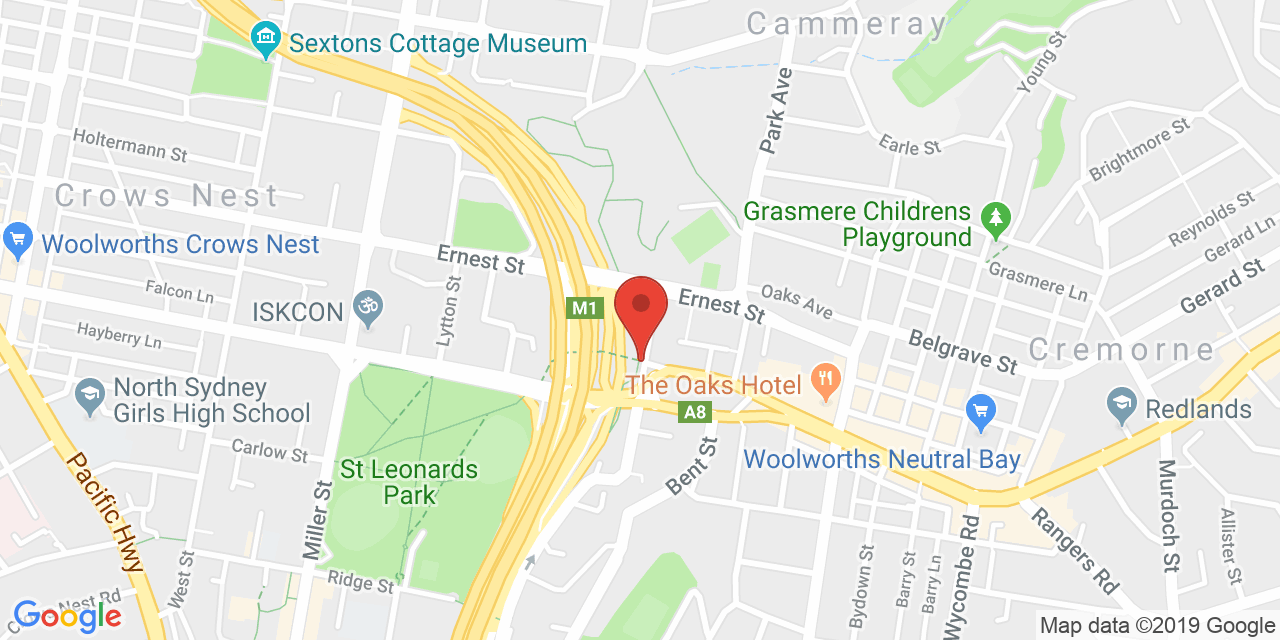 Cammeray
Sextons Cottage Museum
Young St
Park Ave
Holtermann St
Earle St
Brightmore St
Crows Nest
Reynolds St
Grasmere Childrens
Playground
Gerard Ln
Woolworths Crows Nest
Ernest St
Grasmere Ln
Gerard St
Falcon Ln
ISKCON
Lytton St
M1
Ernest St
Oaks Ave
Hayberry Ln
Belgrave St
Cremorne
North Sydney
Girls High School
The Oaks Hotel
A8
Redlands
Carlow St
St Leonards
Park
Bent St
Woolworths Neutral Bay
Pacific Hwy
Miller St
Murdoch St
Rangers Rd
Allister St
West St
Ridge St
Bydown St
Barry St
Barry Ln
Wycombe Rd
Nest Rd
Google
Map data ©2019 Google